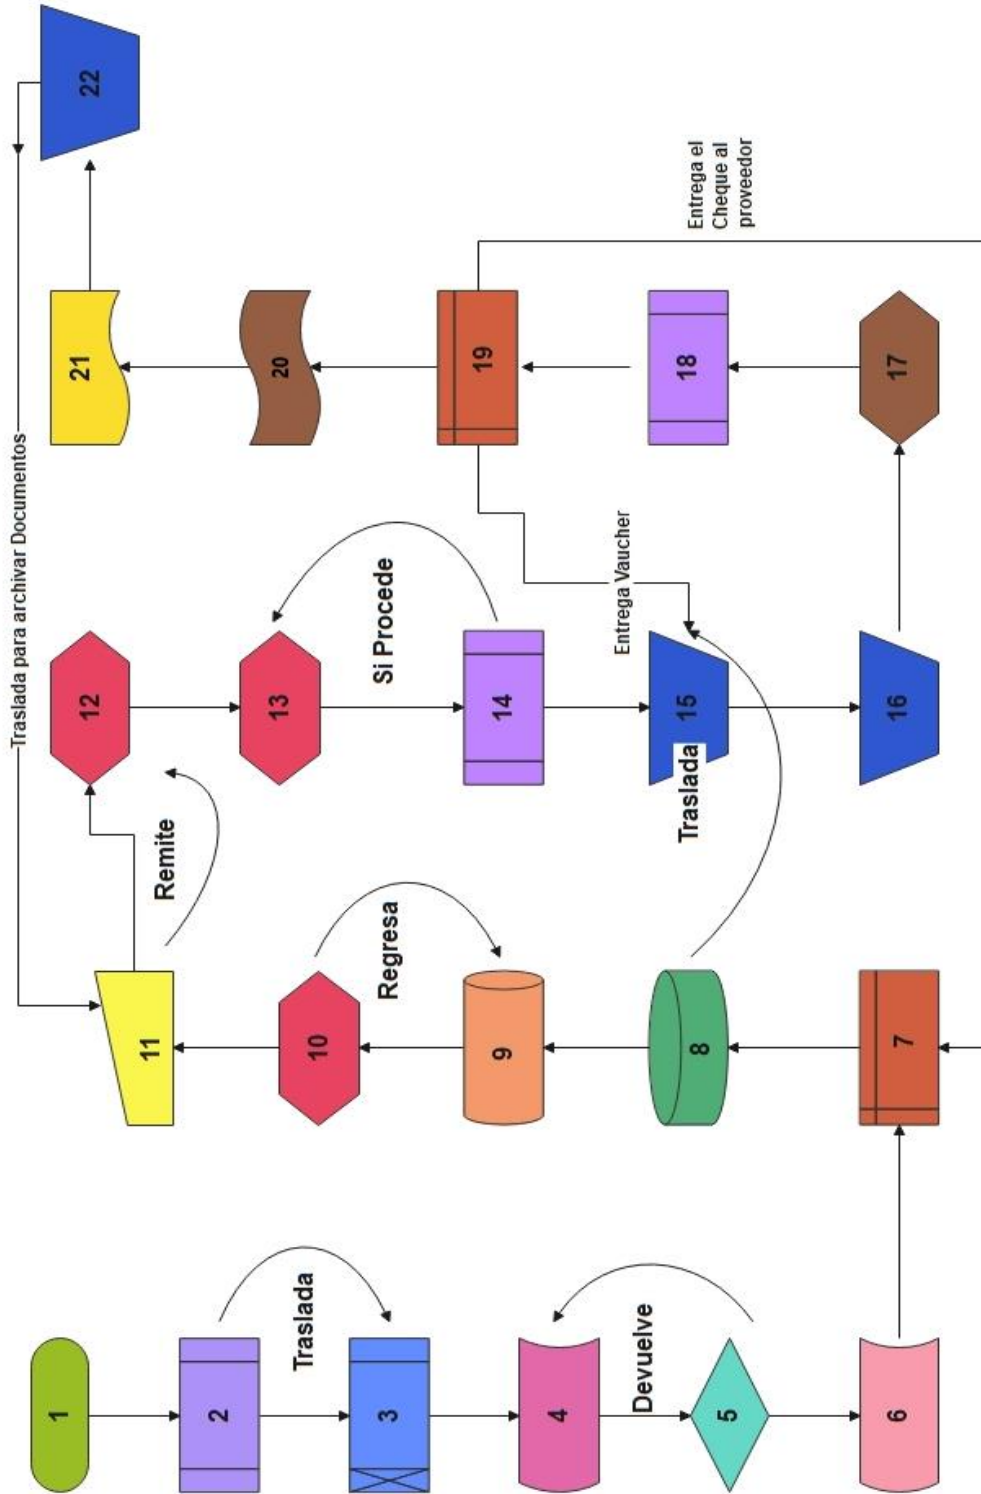 1
2
Traslada
3
4
Devuelve
5
6
7
8
9
Regresa
10
11
Remite
12
13
Si Procede
14
15
Traslada
16
17
18
19
20
21
22
Traslada para archivar Documentos
Entrega Vaucher
Entrega el
Cheque al
proveedor